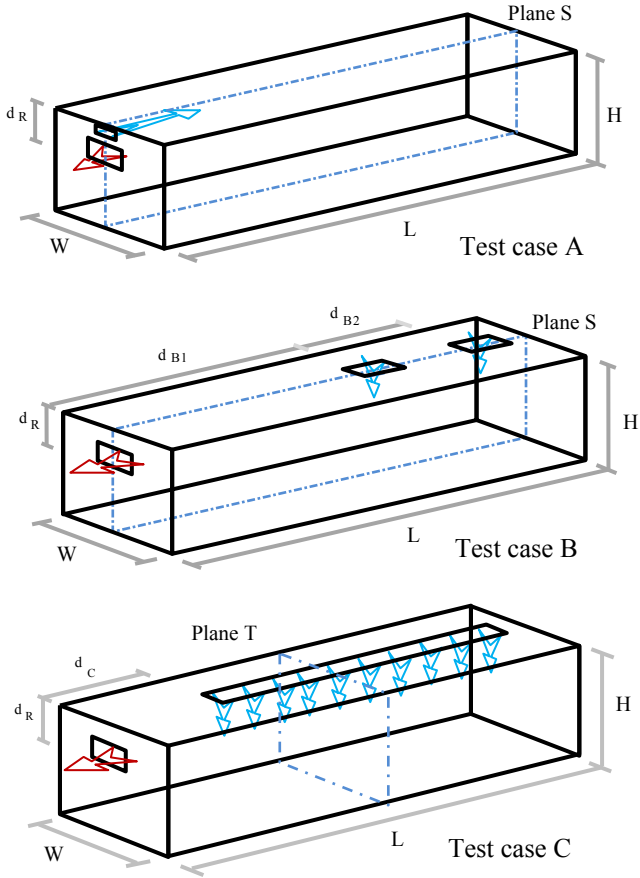 Plane S
d R
H
W
L
Test case A
d B2
d B1
Plane S
d R
H
W
L
Test case B
Plane T
d C
d R
H
W
L
Test case C